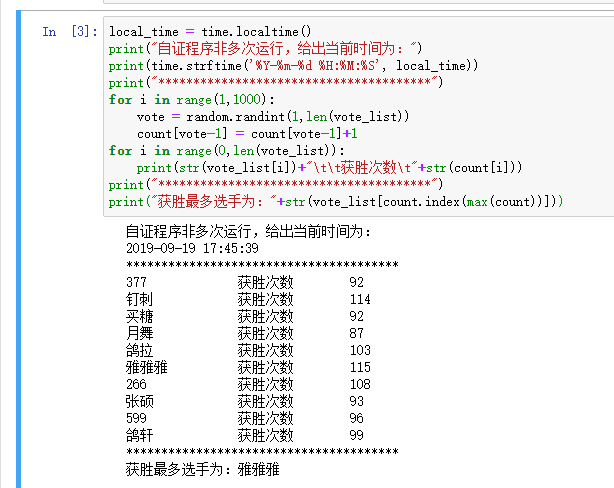 In [3]:
local_time = time.localtime()
print("自证程序非多次运行，给出当前时间为：")
print(time.strftime('%Y-%m-%d %H:%M:%S', local_time))
print("***************************************")
for i in range(1,1000):
    vote = random.randint(1,len(vote_list))
    count[vote-1] = count[vote-1]+1
for i in range(0,len(vote_list)):
    print(str(vote_list[i])+"\t\t获胜次数\t"+str(count[i]))
print("***************************************")
print("获胜最多选手为："+str(vote_list[count.index(max(count))]))
自证程序非多次运行，给出当前时间为：
2019-09-19 17:45:39
***************************************
377 获胜次数 92
钉刺 获胜次数 114
买糖 获胜次数 92
月舞 获胜次数 87
鸽拉 获胜次数 103
雅雅雅 获胜次数 115
266 获胜次数 108
张硕 获胜次数 93
599 获胜次数 96
鸽轩 获胜次数 99
***************************************
获胜最多选手为：雅雅雅